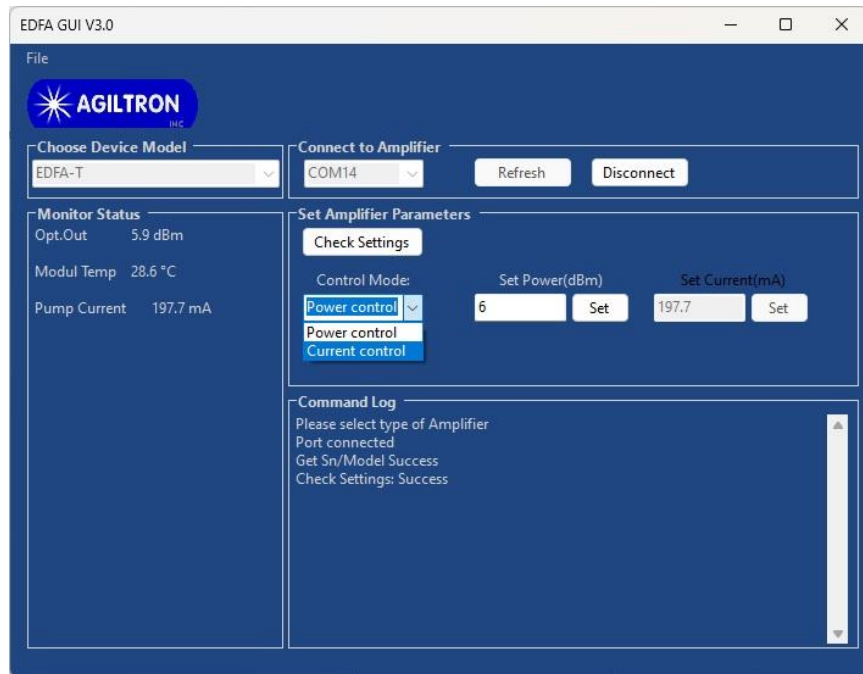 EDFA GUI V3.0
File
AGILTRON
INC
Choose Device Model
EDFA-T
Connect to Amplifier
COM14
Refresh
Disconnect
Monitor Status
Opt.Out 5.9 dBm
Modul Temp 28.6 °C
Pump Current 197.7 mA
Set Amplifier Parameters
Check Settings
Control Mode: Set Power(dBm) Set Current(mA)
Power control 6 Set 197.7 Set
Power control
Current control
Command Log
Please select type of Amplifier
Port connected
Get Sn/Model Success
Check Settings: Success